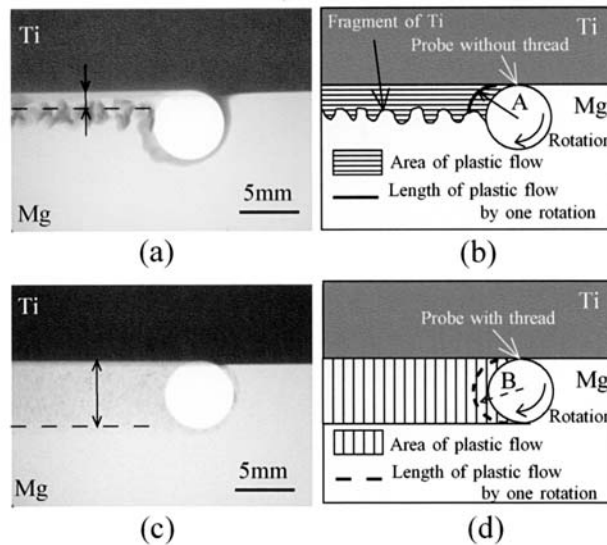 Ti
5mm
Mg
(a)
Fragment of Ti
Ti
Probe without thread
A
Mg
Rotation
Area of plastic flow
Length of plastic flow
by one rotation
(b)
Ti
5mm
Mg
(c)
Ti
Probe with thread
B
Mg
Rotation
Area of plastic flow
Length of plastic flow
by one rotation
(d)